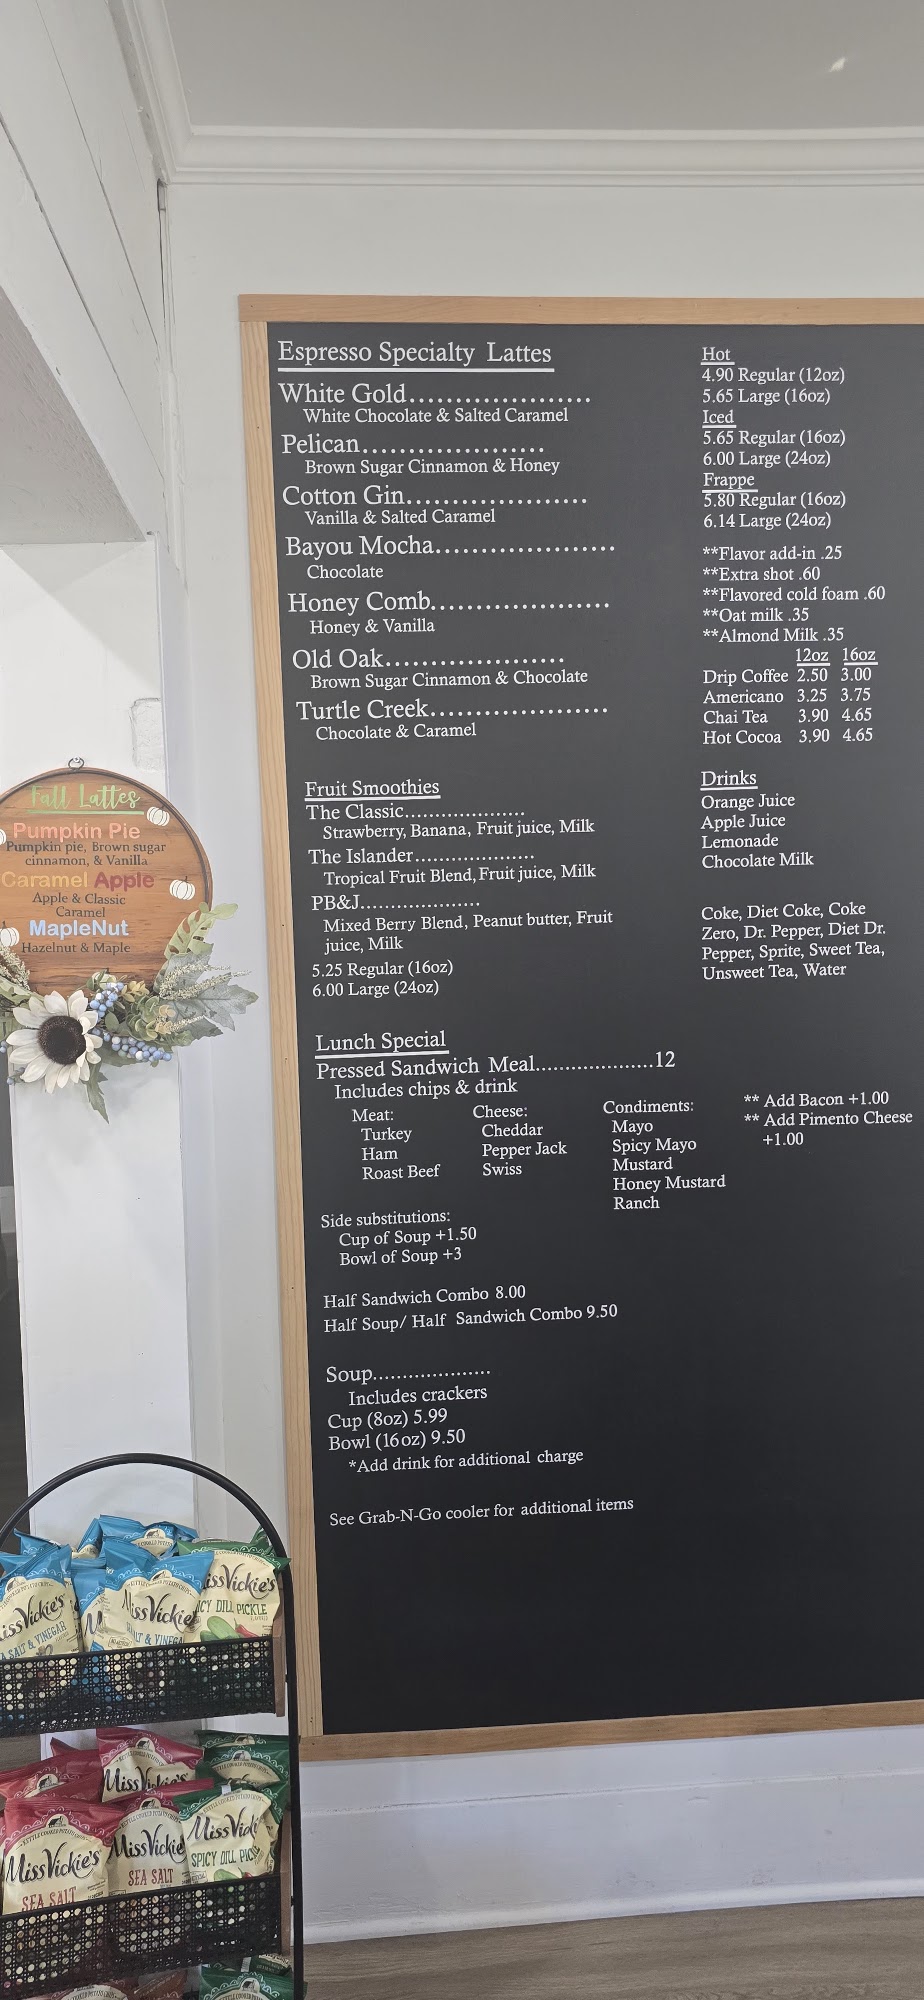 Espresso Specialty Lattes
White Gold....................
White Chocolate & Salted Caramel
Pelican....................
Brown Sugar Cinnamon & Honey
Cotton Gin....................
Vanilla & Salted Caramel
Bayou Mocha....................
Chocolate
Honey Comb....................
Honey & Vanilla
Old Oak....................
Brown Sugar Cinnamon & Chocolate
Turtle Creek....................
Chocolate & Caramel
Hot
4.90 Regular (12oz)
5.65 Large (16oz)
Iced
5.65 Regular (16oz)
6.00 Large (24oz)
Frappe
5.80 Regular (16oz)
6.14 Large (24oz)
**Flavor add-in .25
**Extra shot .60
**Flavored cold foam .60
**Oat milk .35
**Almond Milk .35
12oz 16oz
Drip Coffee 2.50 3.00
Americano 3.25 3.75
Chai Tea 3.90 4.65
Hot Cocoa 3.90 4.65
Fruit Smoothies
The Classic....................
Strawberry, Banana, Fruit juice, Milk
The Islander....................
Tropical Fruit Blend, Fruit juice, Milk
PB&J....................
Mixed Berry Blend, Peanut butter, Fruit
juice, Milk
5.25 Regular (16oz)
6.00 Large (24oz)
Drinks
Orange Juice
Apple Juice
Lemonade
Chocolate Milk
Coke, Diet Coke, Coke
Zero, Dr. Pepper, Diet Dr.
Pepper, Sprite, Sweet Tea,
Unsweet Tea, Water
Lunch Special
Pressed Sandwich Meal....................12
Includes chips & drink
Meat:
Turkey
Ham
Roast Beef
Cheese:
Cheddar
Pepper Jack
Swiss
Condiments:
Mayo
Spicy Mayo
Mustard
Honey Mustard
Ranch
** Add Bacon +1.00
** Add Pimento Cheese
+1.00
Side substitutions:
Cup of Soup +1.50
Bowl of Soup +3
Half Sandwich Combo 8.00
Half Soup/ Half Sandwich Combo 9.50
Soup....................
Includes crackers
Cup (8oz) 5.99
Bowl (16oz) 9.50
*Add drink for additional charge
See Grab-N-Go cooler for additional items
Fall Lattes
Pumpkin Pie
Pumpkin pie, Brown sugar
cinnamon, & Vanilla
Caramel Apple
Apple & Classic
Caramel
MapleNut
Hazelnut & Maple
iss Vickie's
SALT & VINEGAR
Miss Vickie
ALT & VINEGA
issVickie's
ICY DILL PICKLE
Miss Vickie's
Miss Vickie's
SEA SALT
Miss Vickie
SEA SALT
Miss Vicki
SPICY DILL PIC